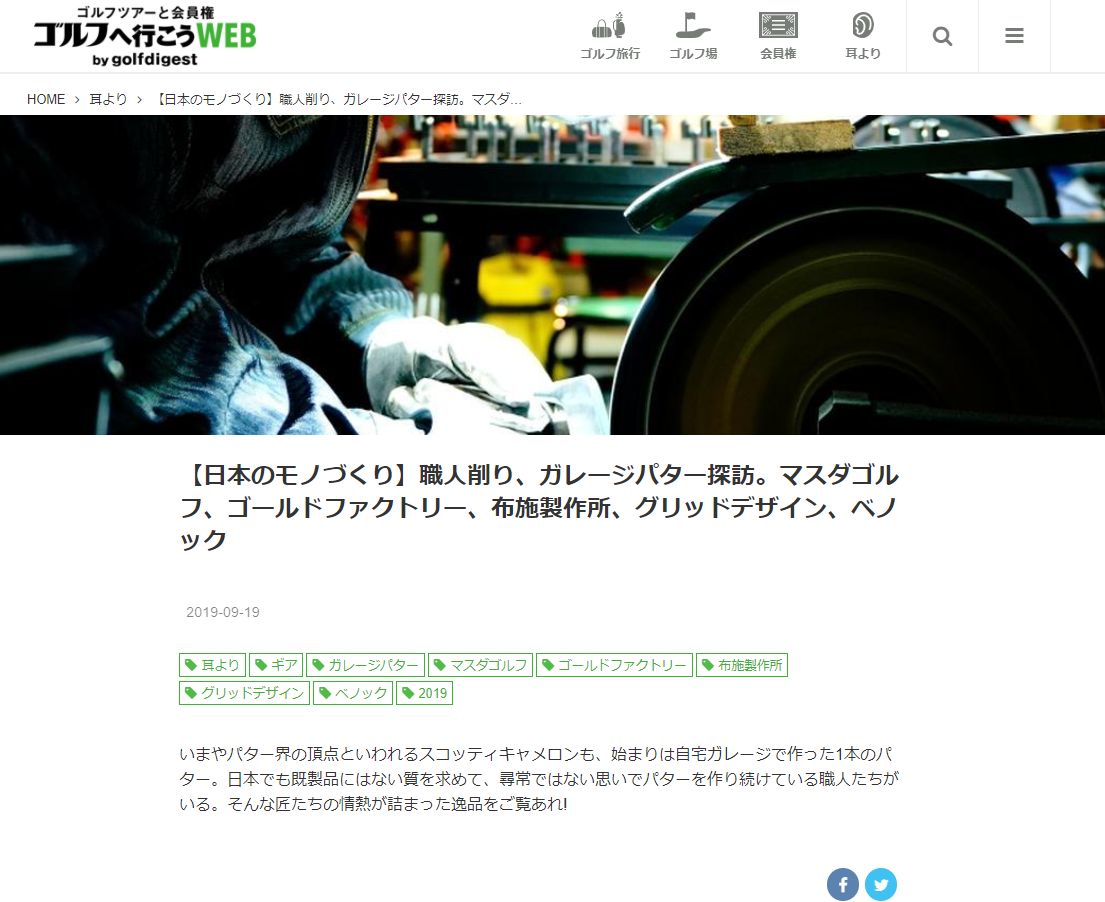 ゴルフツアーと会員権
ゴルフへ行こうWEB
by golfdigest
ゴルフ旅行
ゴルフ場
会員権
耳より
HOME > 耳より > 【日本のモノづくり】職人削り、ガレージパター探訪。マスダ...
【日本のモノづくり】職人削り、ガレージパター探訪。マスダゴル
フ、ゴールドファクトリー、布施製作所、グリッドデザイン、ベノ
ック
2019-09-19
耳より ギア ガレージパター マスダゴルフ ゴールドファクトリー 布施製作所
グリッドデザイン ベノック 2019
いまやパター界の頂点といわれるスコッティキャメロンも、始まりは自宅ガレージで作った1本のパ
ター。日本でも既製品にはない質を求めて、尋常ではない思いでパターを作り続けている職人たちが
いる。そんな匠たちの情熱が詰まった逸品をご覧あれ!